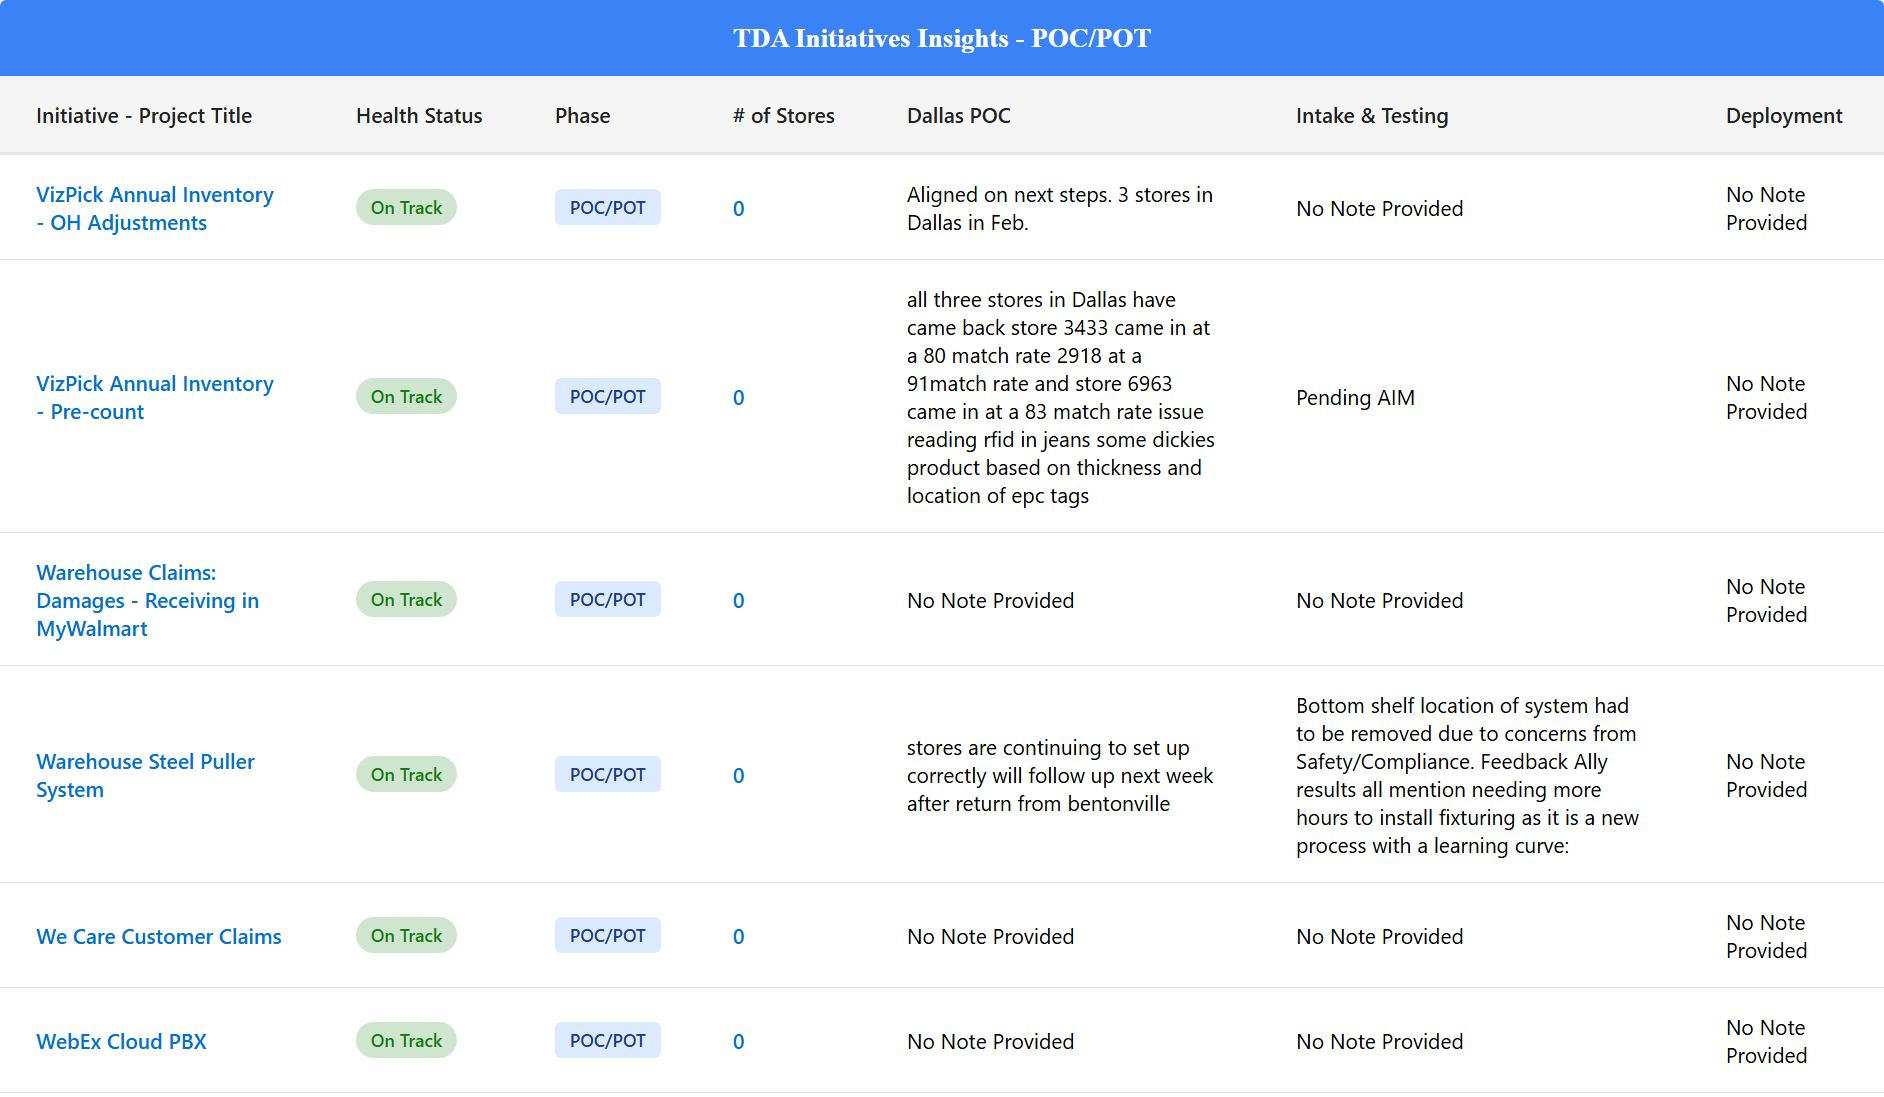 TDA Initiatives Insights - POC/POT
Initiative - Project Title
Health Status
Phase
# of Stores
Dallas POC
Intake & Testing
Deployment
VizPick Annual Inventory
- OH Adjustments
On Track
POC/POT
0
Aligned on next steps. 3 stores in
Dallas in Feb.
No Note Provided
No Note
Provided
VizPick Annual Inventory
- Pre-count
On Track
POC/POT
0
all three stores in Dallas have
came back store 3433 came in at
a 80 match rate 2918 at a
91match rate and store 6963
came in at a 83 match rate issue
reading rfid in jeans some dickies
product based on thickness and
location of epc tags
Pending AIM
No Note
Provided
Warehouse Claims:
Damages - Receiving in
MyWalmart
On Track
POC/POT
0
No Note Provided
No Note Provided
No Note
Provided
Warehouse Steel Puller
System
On Track
POC/POT
0
stores are continuing to set up
correctly will follow up next week
after return from bentonville
Bottom shelf location of system had
to be removed due to concerns from
Safety/Compliance. Feedback Ally
results all mention needing more
hours to install fixturing as it is a new
process with a learning curve:
No Note
Provided
We Care Customer Claims
On Track
POC/POT
0
No Note Provided
No Note Provided
No Note
Provided
WebEx Cloud PBX
On Track
POC/POT
0
No Note Provided
No Note Provided
No Note
Provided